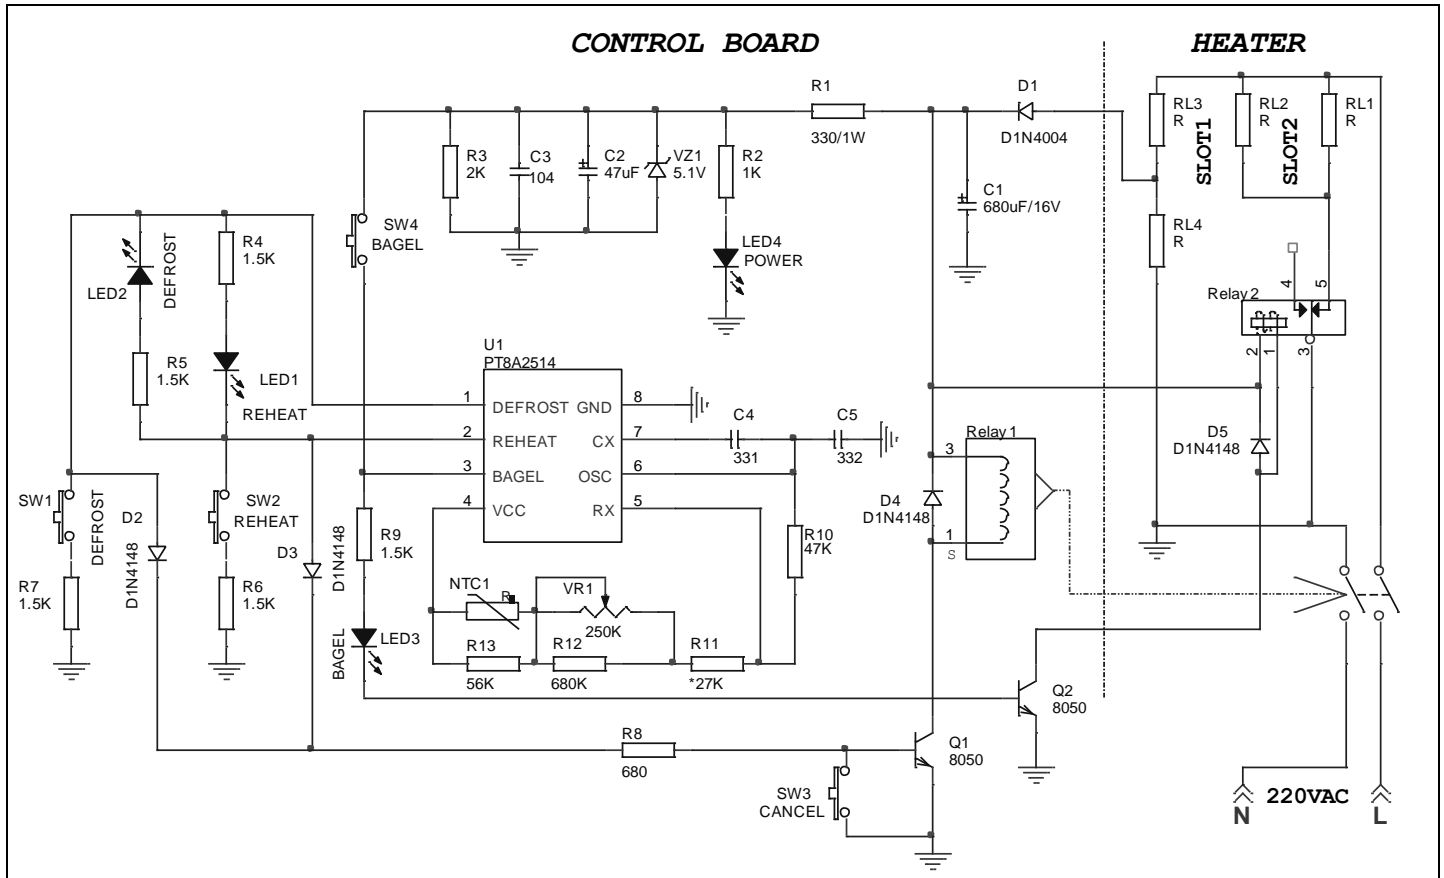 CONTROL BOARD
HEATER
R1
330/1W
D1
D1N4004
RL3
R
RL2
R
RL1
R
SLOT1
SLOT2
R3
2K
C3
104
C2
47uF
VZ1
5.1V
R2
1K
C1
680uF/16V
RL4
R
SW4
BAGEL
LED4
POWER
R4
1.5K
LED2
DEFROST
4
5
Relay2
2
1
3
R5
1.5K
LED1
REHEAT
U1
PT8A2514
1
DEFROST
GND
8
2
REHEAT
CX
7
3
BAGEL
OSC
6
4
VCC
RX
5
C4
331
C5
332
D5
D1N4148
Relay1
3
1
S
D4
D1N4148
SW1
DEFROST
D2
D1N4148
SW2
REHEAT
D3
D1N4148
R9
1.5K
R10
47K
R7
1.5K
R6
1.5K
NTC1
R
VR1
250K
BAGEL
LED3
R13
56K
R12
680K
R11
*27K
Q2
8050
R8
680
Q1
8050
SW3
CANCEL
N
220VAC
L